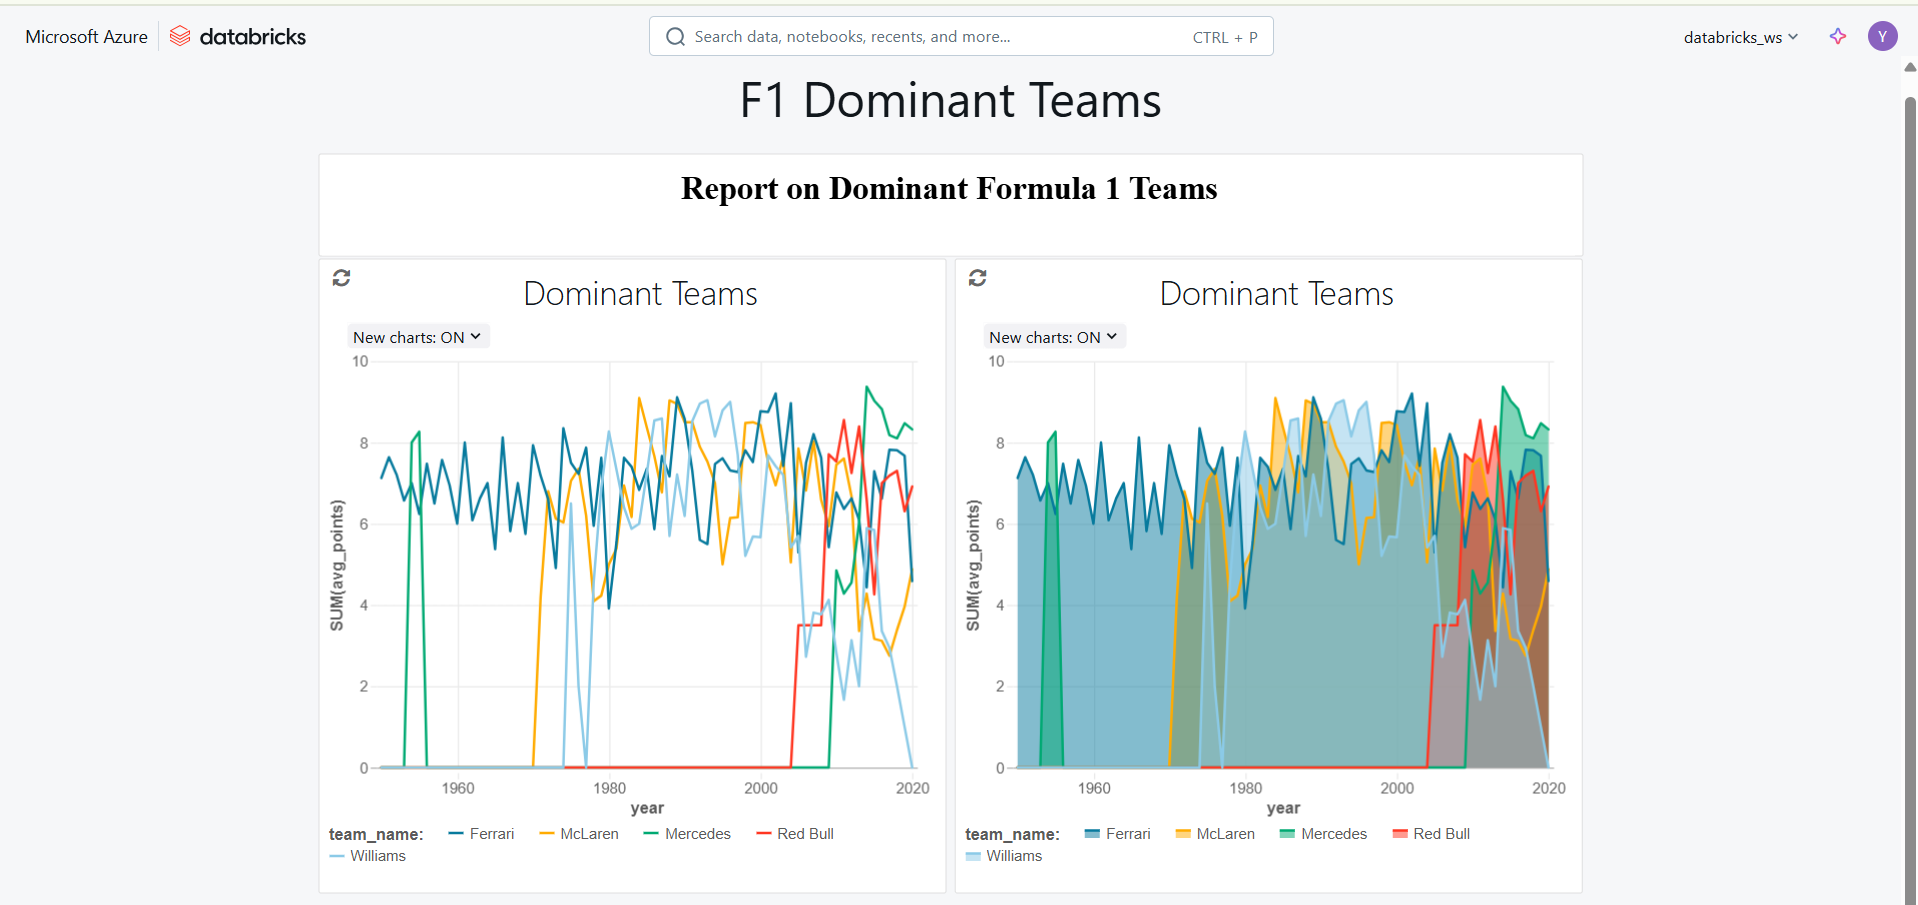 Microsoft Azure databricks Search data, notebooks, recents, and more... CTRL + P databricks_ws Y
F1 Dominant Teams
Report on Dominant Formula 1 Teams
Dominant Teams
New charts: ON
10
8
6
4
2
0
SUM(avg_points)
1960 1980 2000 2020
year
team_name: Ferrari McLaren Mercedes Red Bull
Williams
Dominant Teams
New charts: ON
10
8
6
4
2
0
SUM(avg_points)
1960 1980 2000 2020
year
team_name: Ferrari McLaren Mercedes Red Bull
Williams